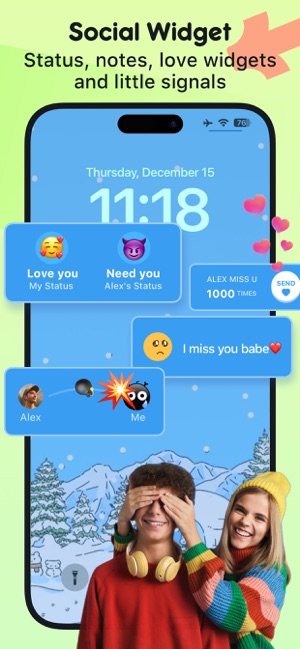 Social Widget
Status, notes, love widgets
and little signals
76
Thursday, December 15
11:18
Love you
My Status
Need you
Alex's Status
ALEX MISS U
1000 TIMES
SEND
I miss you babe❤️
Alex
Me